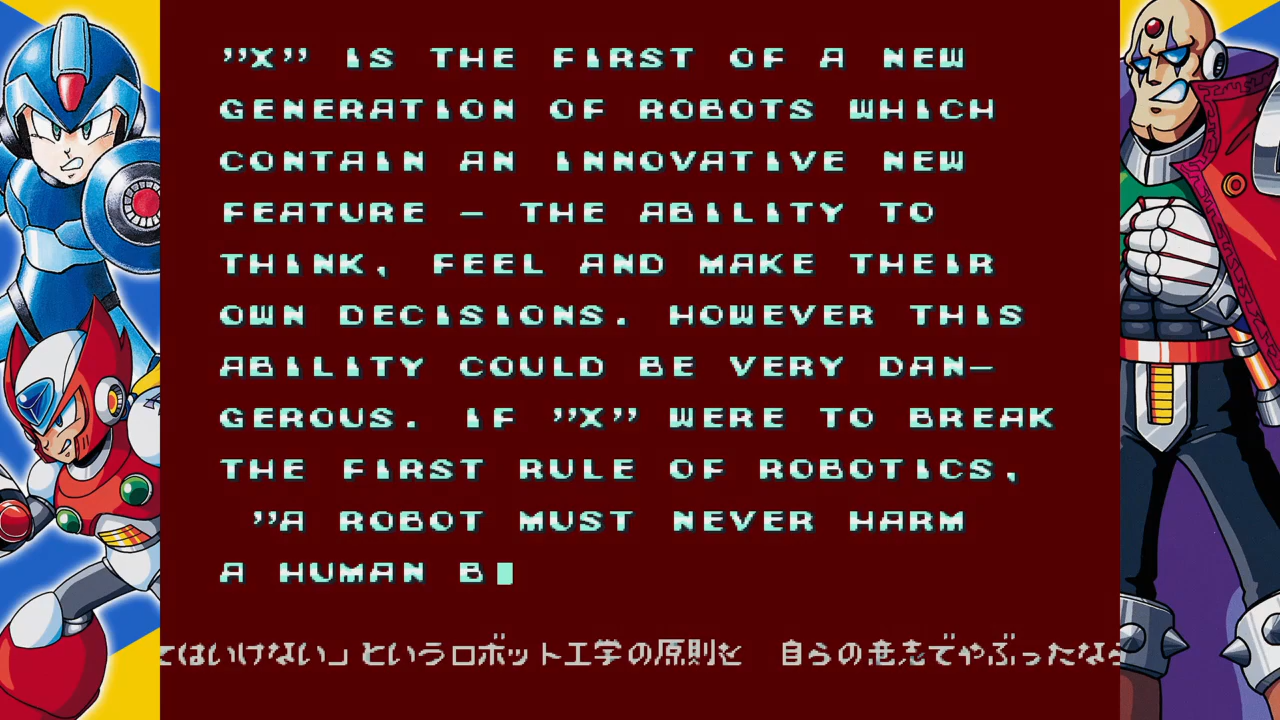 ”X” IS THE FIRST OF A NEW
GENERATION OF ROBOTS WHICH
CONTAIN AN INNOVATIVE NEW
FEATURE – THE ABILITY TO
THINK, FEEL AND MAKE THEIR
OWN DECISIONS. HOWEVER THIS
ABILITY COULD BE VERY DAN–
GEROUS. IF ”X” WERE TO BREAK
THE FIRST RULE OF ROBOTICS,
”A ROBOT MUST NEVER HARM
A HUMAN B
てはいけない」というロボット工学の原則を　自らの意志でやぶったなら